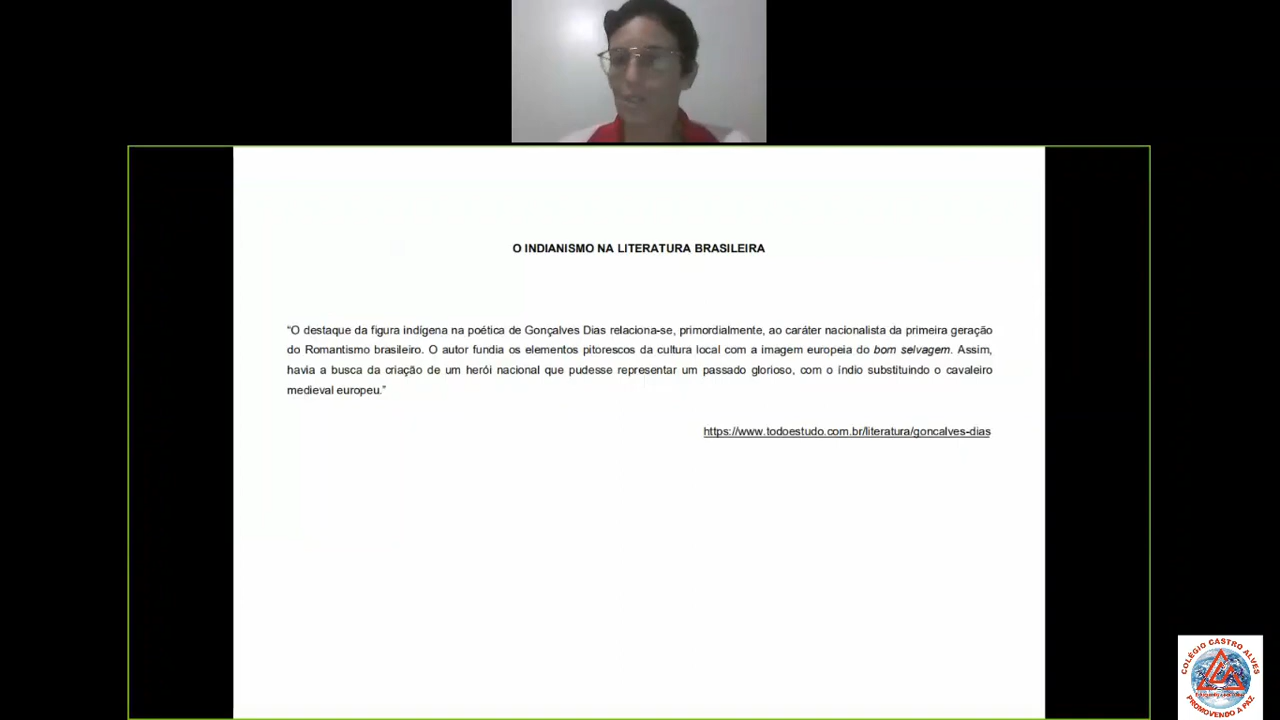 O INDIANISMO NA LITERATURA BRASILEIRA
“O destaque da figura indígena na poética de Gonçalves Dias relaciona-se, primordialmente, ao caráter nacionalista da primeira geração
do Romantismo brasileiro. O autor fundia os elementos pitorescos da cultura local com a imagem europeia do bom selvagem. Assim,
havia a busca da criação de um herói nacional que pudesse representar um passado glorioso, com o índio substituindo o cavaleiro
medieval europeu.”
https://www.todoestudo.com.br/literatura/goncalves-dias
COLÉGIO CASTRO ALVES
PROMOVENDO A PAZ